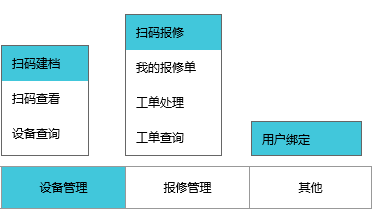 扫码建档
扫码查看
设备查询
扫码报修
我的报修单
工单处理
工单查询
用户绑定
设备管理
报修管理
其他